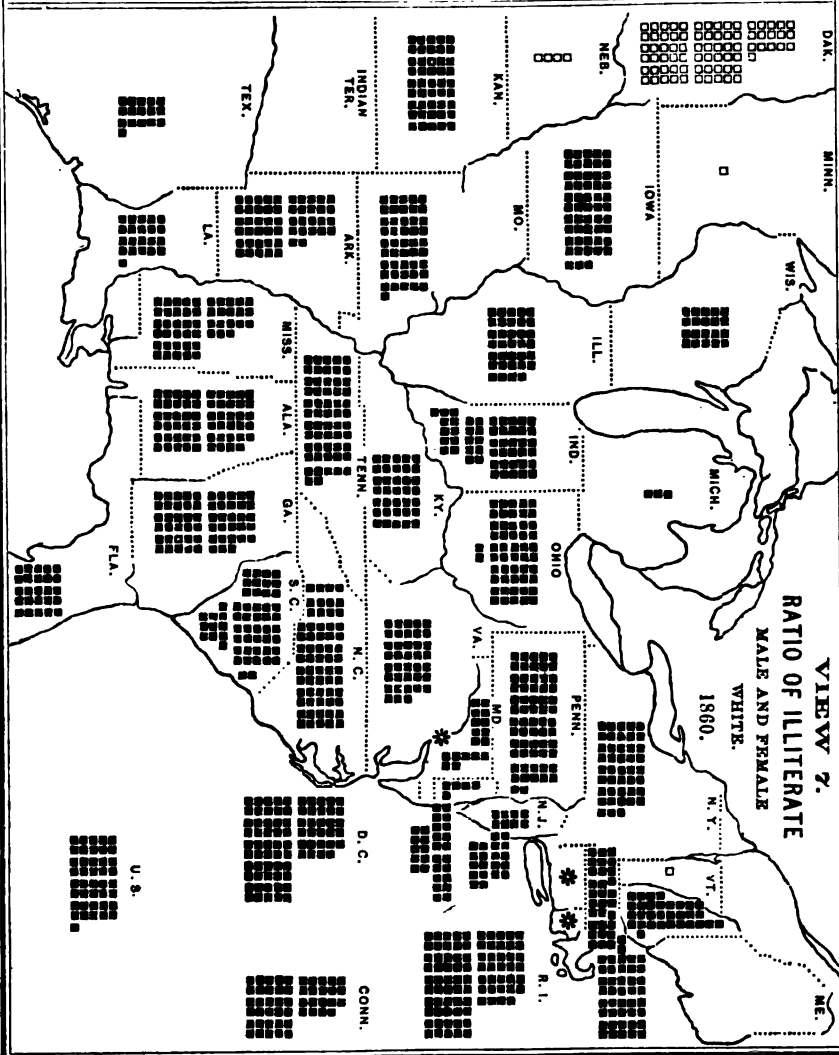 VIEW 7.
RATIO OF ILLITERATE
MALE AND FEMALE
WHITE.
1860.
DAK.
MINN.
WIS.
MICH.
N. Y.
VT.
ME.
NEB.
IOWA
ILL.
IND.
OHIO
PENN.
N.J.
R. I.
KAN.
MO.
KY.
VA.
MD
INDIAN
TER.
ARK.
TENN.
N. C.
D. C.
CONN.
TEX.
LA.
MISS.
ALA.
GA.
S. C.
FLA.
U. S.